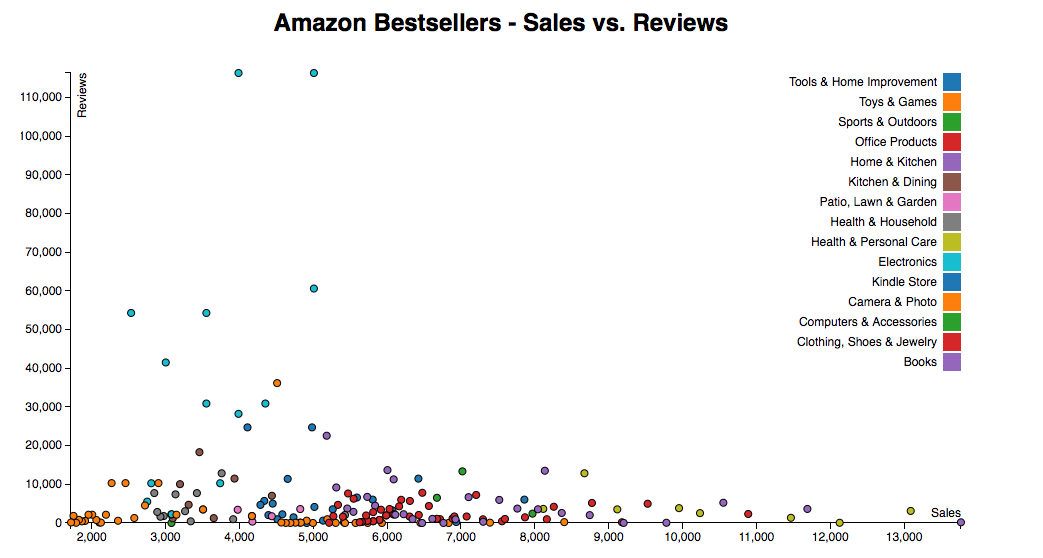 Amazon Bestsellers - Sales vs. Reviews
Reviews
110,000
100,000
90,000
80,000
70,000
60,000
50,000
40,000
30,000
20,000
10,000
0
2,000
3,000
4,000
5,000
6,000
7,000
8,000
9,000
10,000
11,000
12,000
13,000
Sales
Tools & Home Improvement
Toys & Games
Sports & Outdoors
Office Products
Home & Kitchen
Kitchen & Dining
Patio, Lawn & Garden
Health & Household
Health & Personal Care
Electronics
Kindle Store
Camera & Photo
Computers & Accessories
Clothing, Shoes & Jewelry
Books